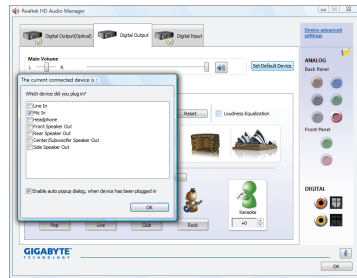 Realtek HD Audio Manager
Digital Output(Optical)
Digital Output
Digital Input
Device advanced
settings
Main Volume
L
R
Set Default Device
ANALOG
Back Panel
The current connected device is :
Which device did you plug in?
Line In
Mic In
Headphone
Front Speaker Out
Rear Speaker Out
Center/Subwoofer Speaker Out
Side Speaker Out
Enable auto popup dialog, when device has been plugged in
OK
Reset
Loudness Equalization
Front Panel
DIGITAL
Karaoke
+0
Pop
Live
Club
Rock
GIGABYTE
TECHNOLOGY
OK